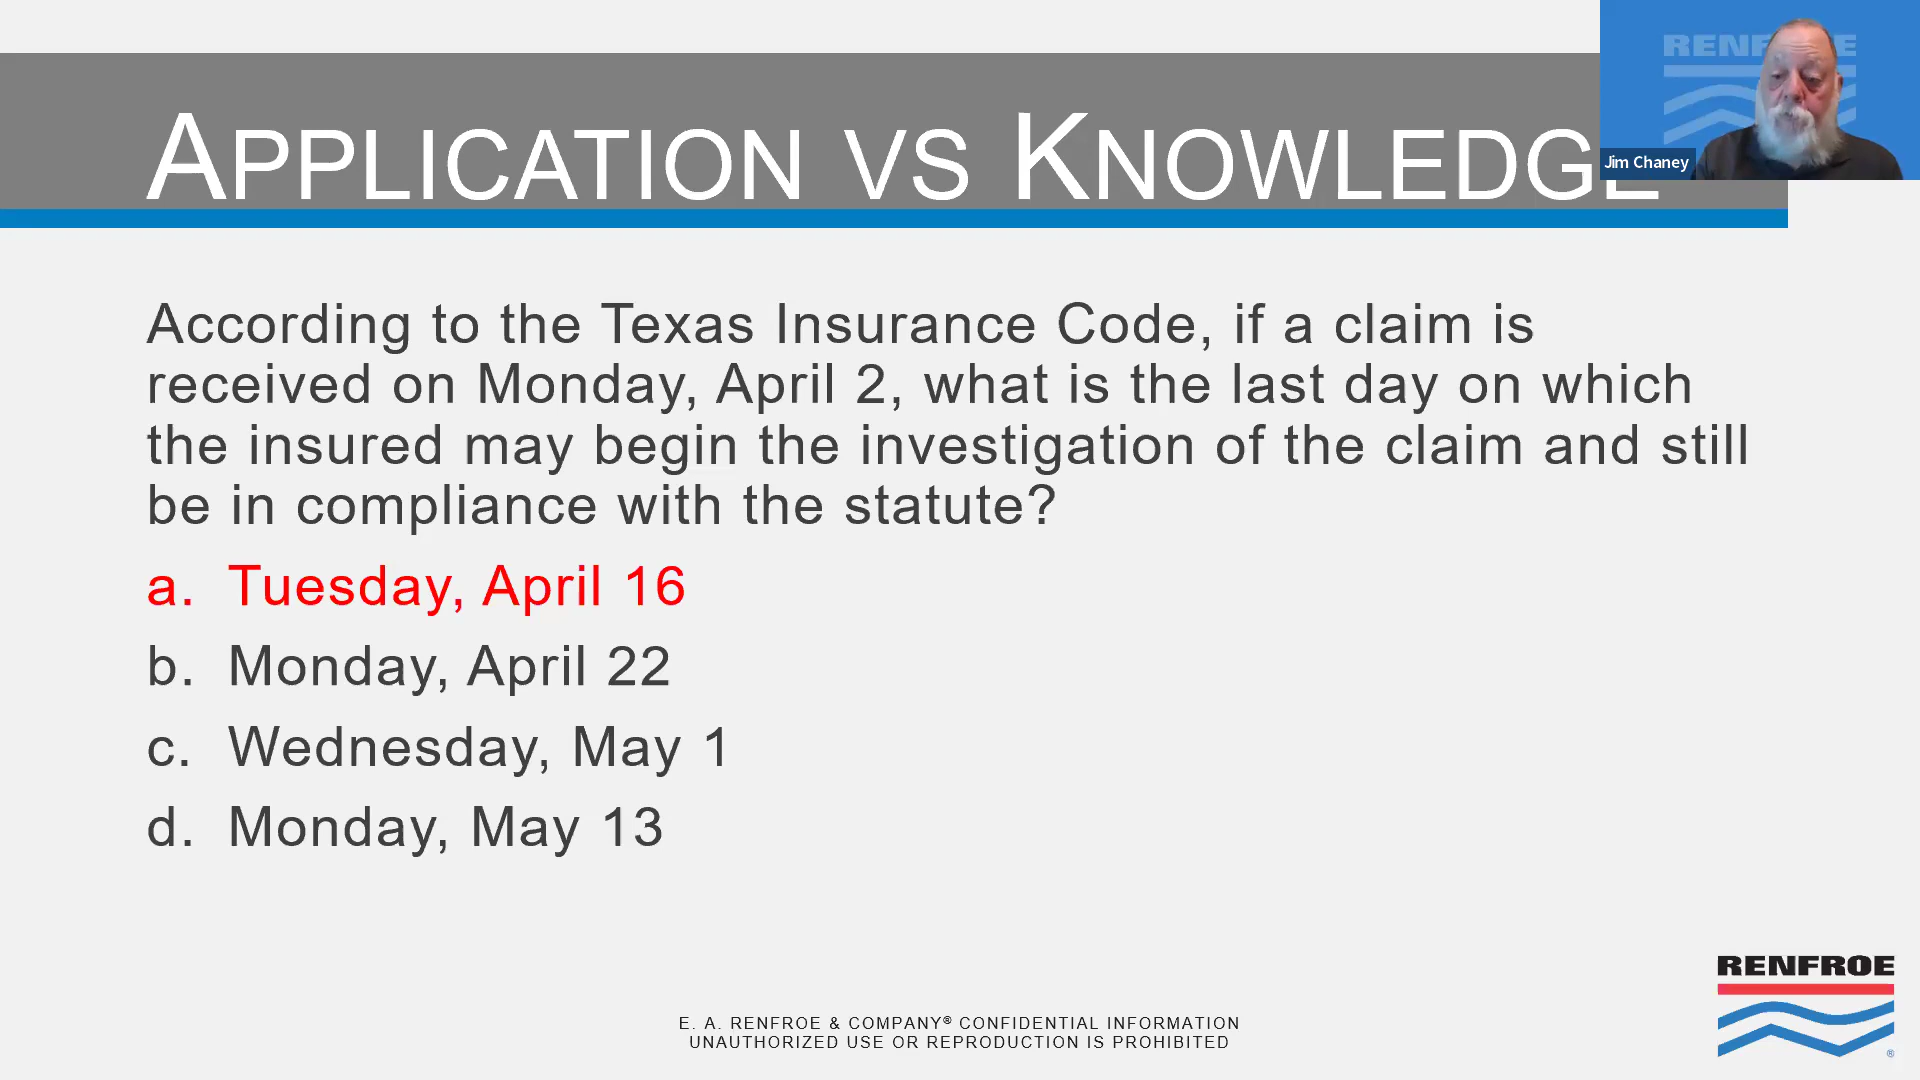 APPLICATION VS KNOWLEDGE
RENFROE
Jim Chaney
According to the Texas Insurance Code, if a claim is
received on Monday, April 2, what is the last day on which
the insured may begin the investigation of the claim and still
be in compliance with the statute?
a. Tuesday, April 16
b. Monday, April 22
c. Wednesday, May 1
d. Monday, May 13
RENFROE
®
E. A. RENFROE & COMPANY® CONFIDENTIAL INFORMATION
UNAUTHORIZED USE OR REPRODUCTION IS PROHIBITED